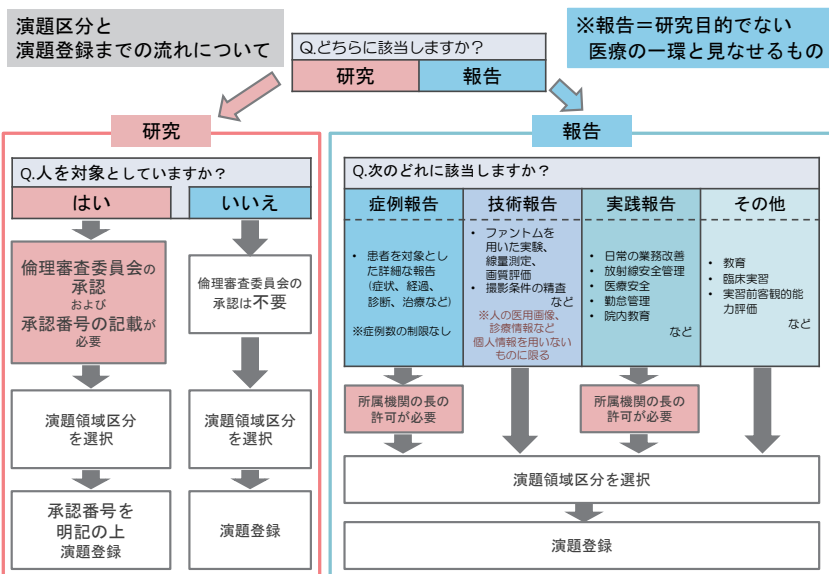 演題区分と
演題登録までの流れについて
Q.どちらに該当しますか？
研究
報告
※報告＝研究目的でない
医療の一環と見なせるもの
研究
Q.人を対象としていますか？
はい
いいえ
倫理審査委員会の
承認
および
承認番号の記載が
必要
倫理審査委員会の
承認は不要
演題領域区分
を選択
演題領域区分
を選択
承認番号を
明記の上
演題登録
演題登録
報告
Q.次のどれに該当しますか？
症例報告
• 患者を対象とし
た詳細な報告
(症状、経過、
診断、治療など)
※症例数の制限なし
技術報告
• ファントムを
用いた実験、
線量測定、
画質評価
• 撮影条件の精査
など
※人の医用画像、
診療情報など
個人情報を用いない
ものに限る
実践報告
• 日常の業務改善
• 放射線安全管理
• 医療安全
• 勤怠管理
• 院内教育
など
その他
• 教育
• 臨床実習
• 実習前客観的能
力評価
など
所属機関の長の
許可が必要
所属機関の長の
許可が必要
演題領域区分を選択
演題登録